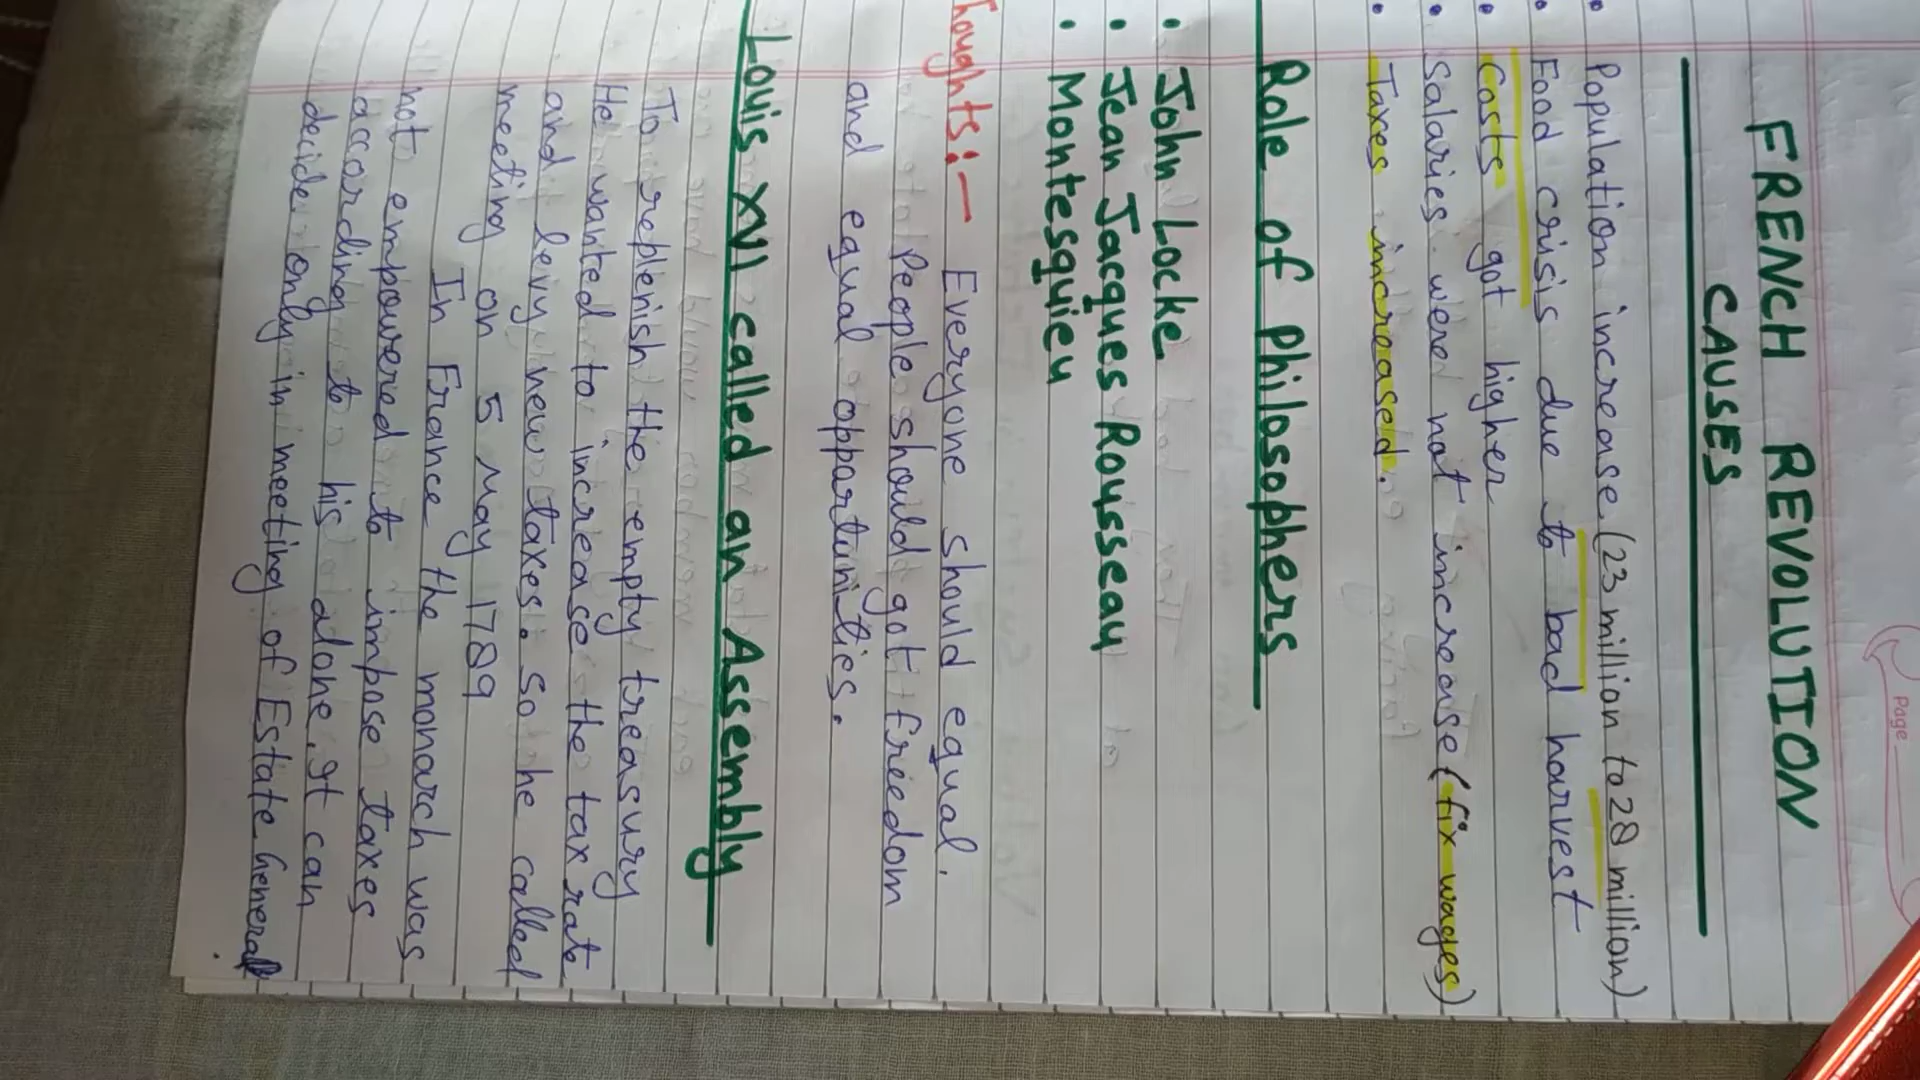 Page
FRENCH REVOLUTION
CAUSES
• Population increase (23 million to 28 million)
• Food crisis due to bad harvest
• Costs got higher
• Salaries were not increase (fix wages)
• Taxes increased.
Role of Philosophers
• John Locke
• Jean Jacques Rousseau
• Montesquieu
houghts:— Everyone should equal.
People should got freedom
and equal opportunities.
Louis XVI called an Assembly
To replenish the empty treasury
He wanted to increase the tax rate
and levy new taxes. So he called
meeting on 5 May 1789
In France the monarch was
not empowered to impose taxes
according to his alone. It can
decide only in meeting of Estate General.